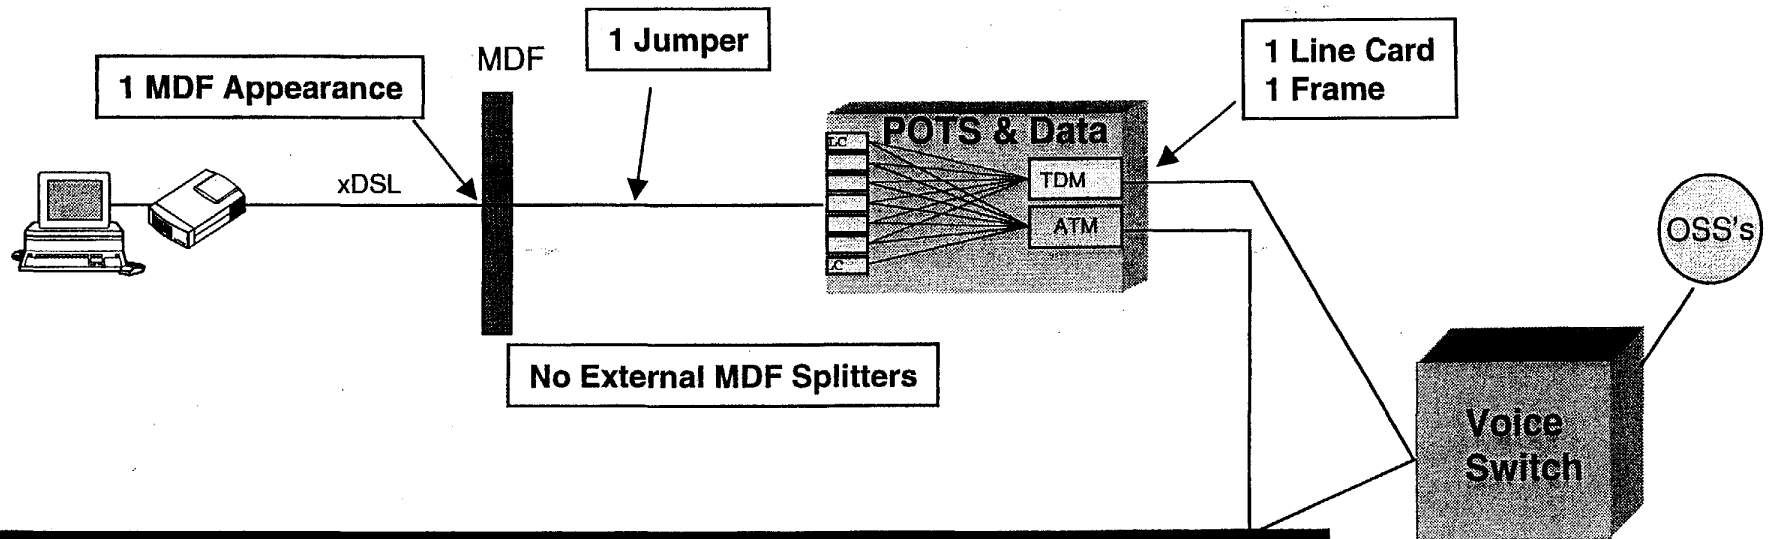 1 MDF Appearance
MDF
1 Jumper
1 Line Card
1 Frame
POTS & Data
LC
TDM
ATM
LC
xDSL
OSS's
No External MDF Splitters
Voice
Switch